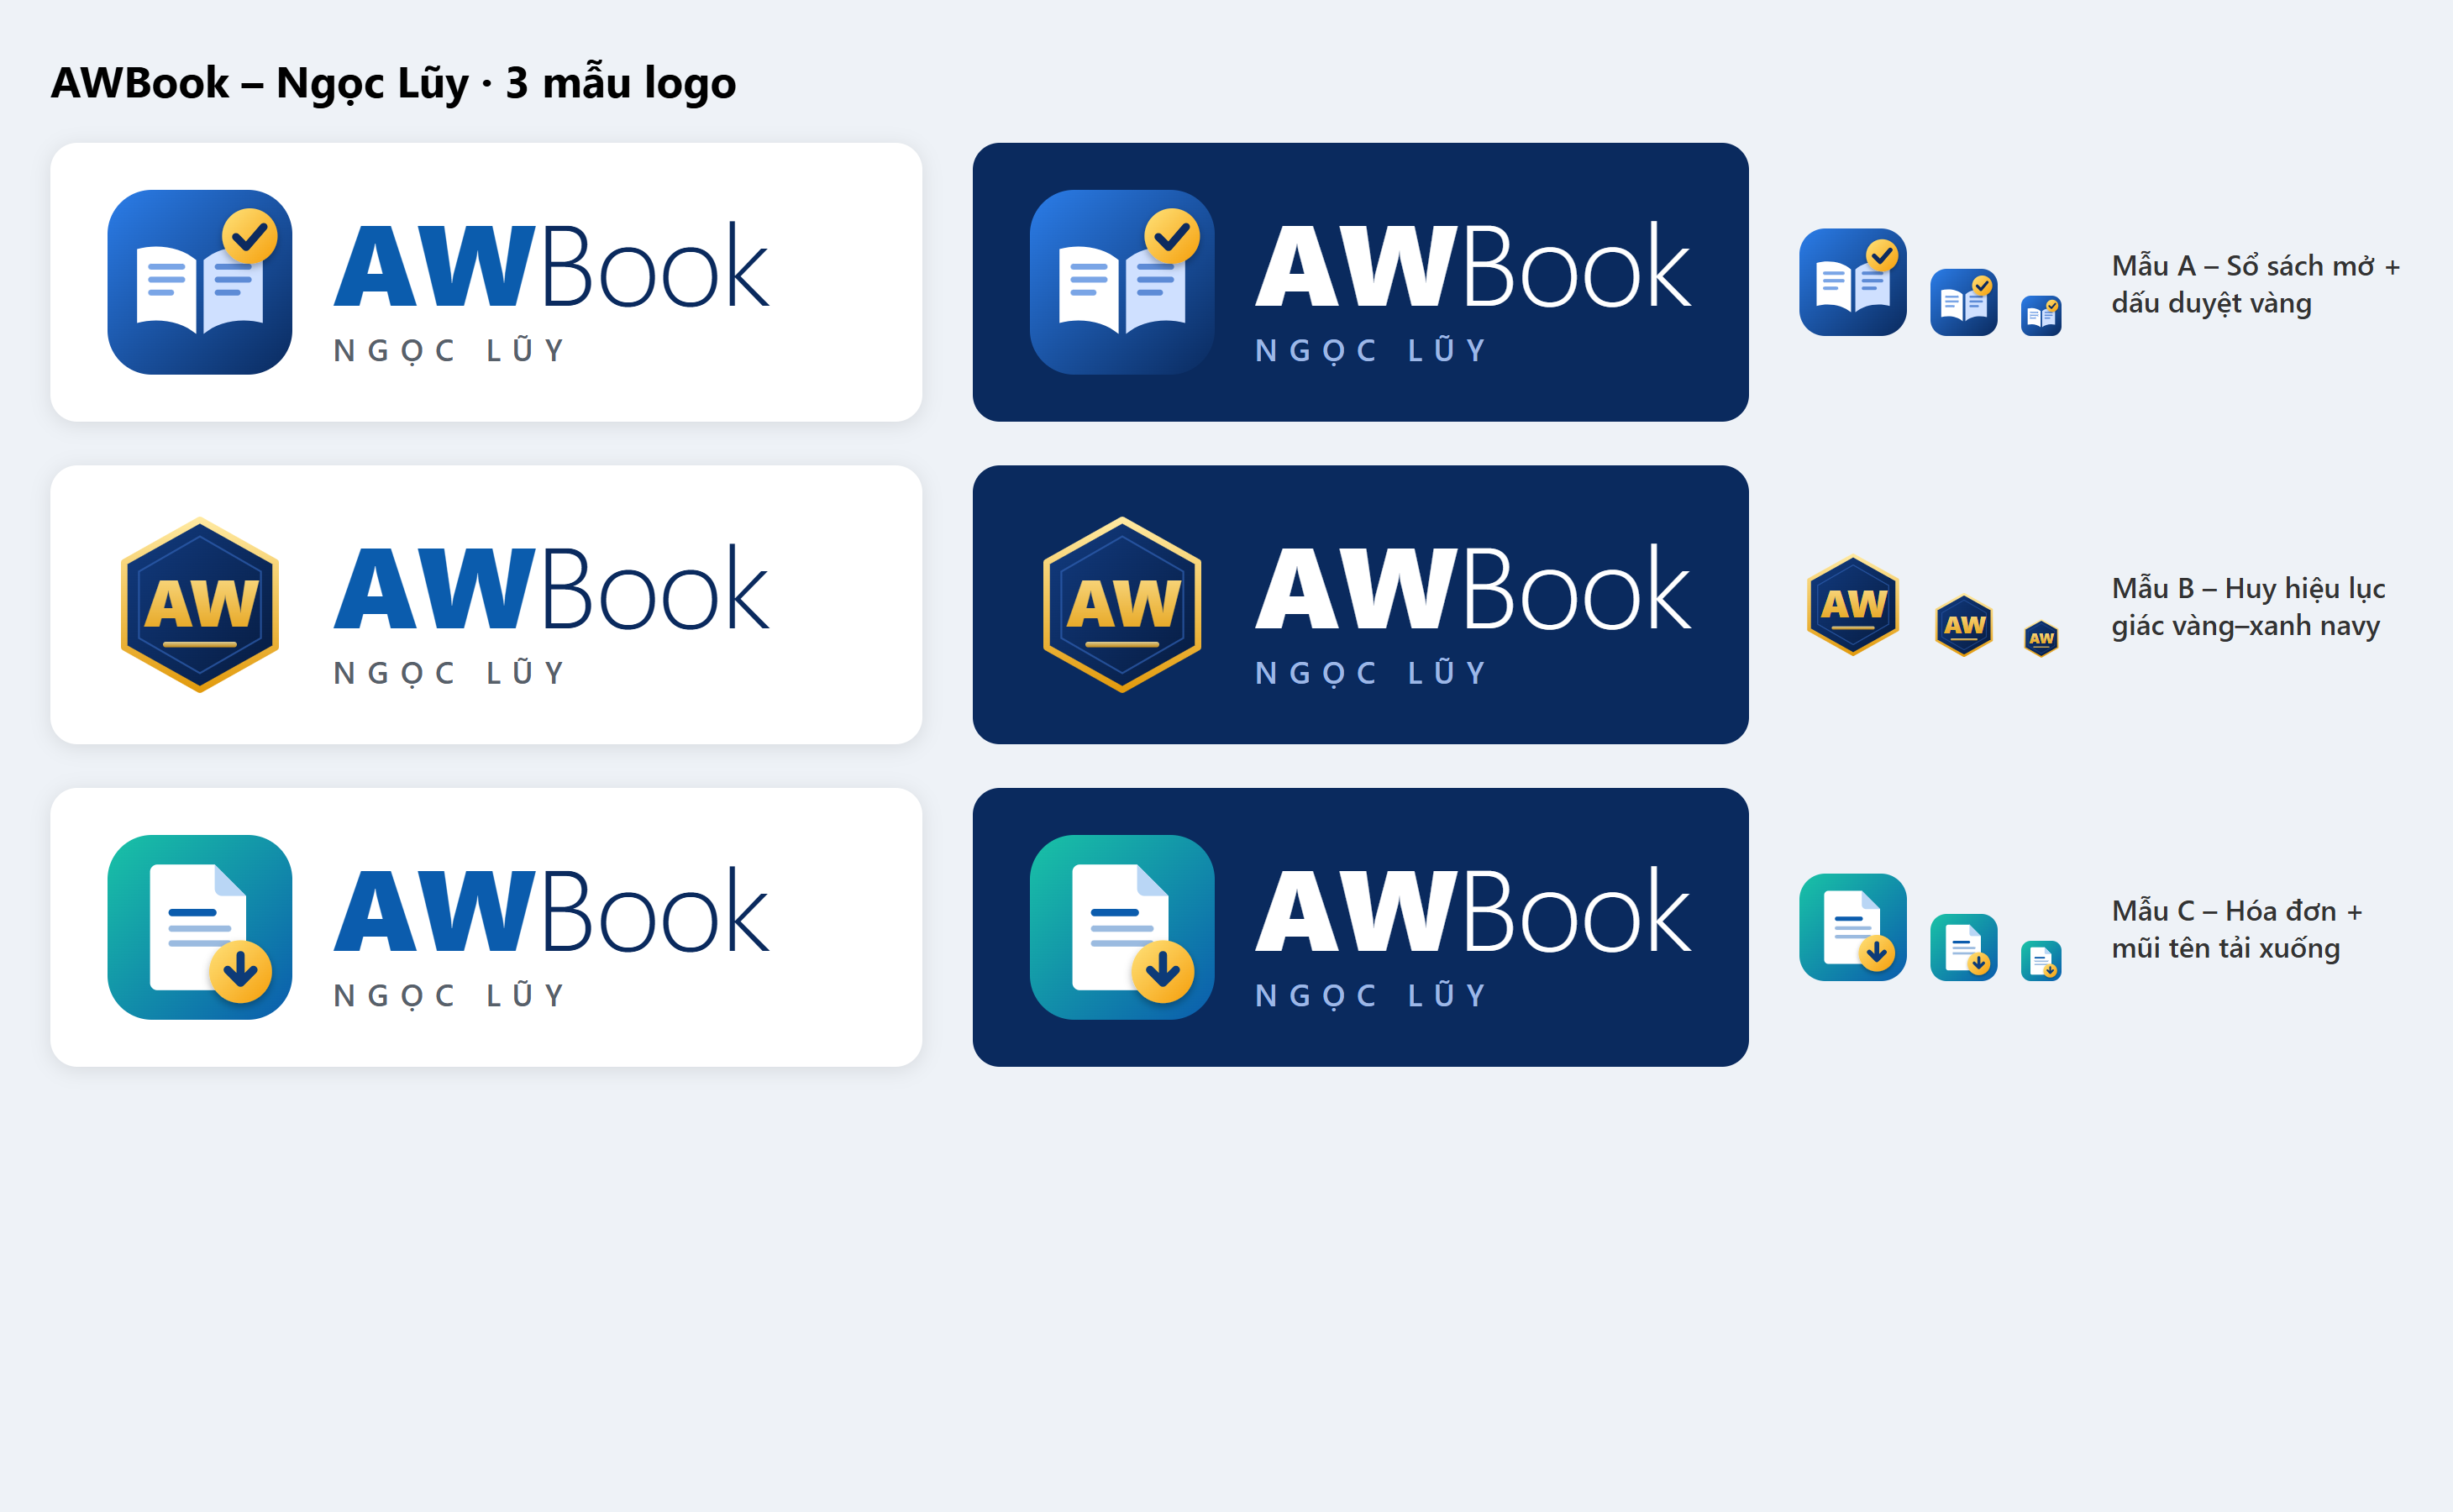 AWBook – Ngọc Lũy · 3 mẫu logo
AWBook
NGỌC LŨY
AWBook
NGỌC LŨY
Mẫu A – Sổ sách mở +
dấu duyệt vàng
AW
AWBook
NGỌC LŨY
AW
AWBook
NGỌC LŨY
AW
AW
AW
Mẫu B – Huy hiệu lục
giác vàng–xanh navy
AWBook
NGỌC LŨY
AWBook
NGỌC LŨY
Mẫu C – Hóa đơn +
mũi tên tải xuống